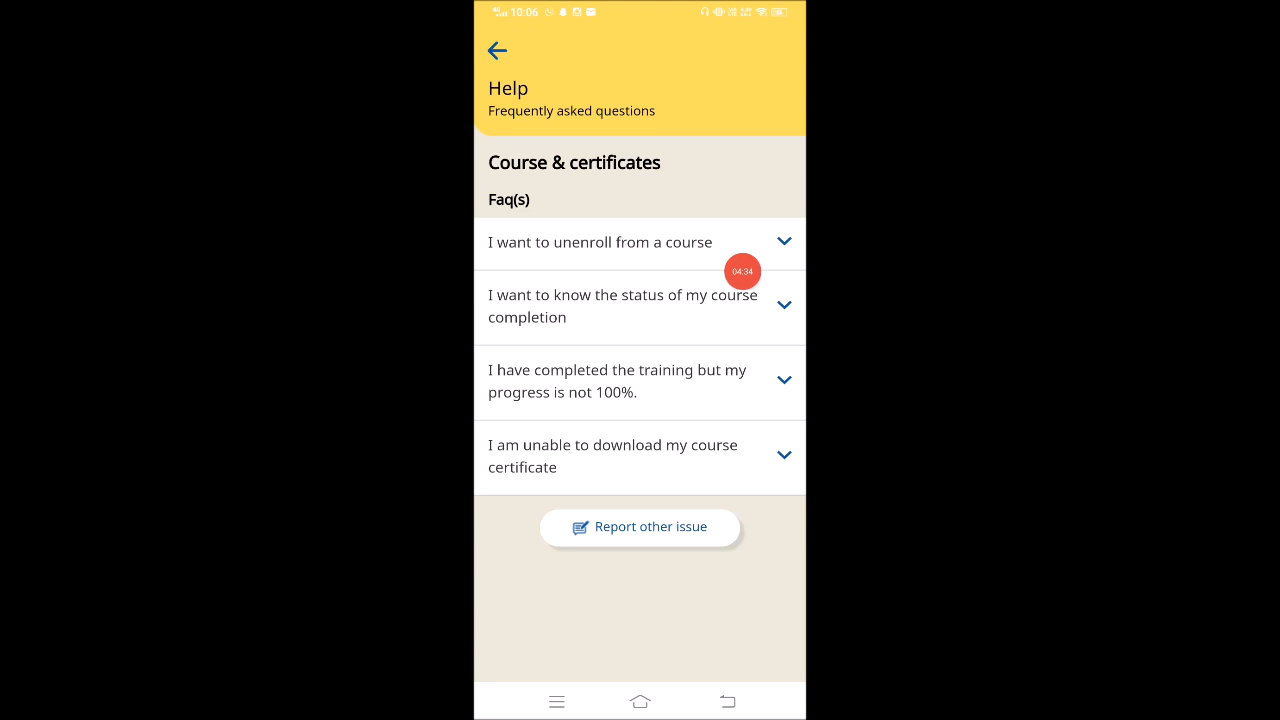 10:06
Help
Frequently asked questions
Course & certificates
Faq(s)
I want to unenroll from a course
04:34
I want to know the status of my course
completion
I have completed the training but my
progress is not 100%.
I am unable to download my course
certificate
Report other issue